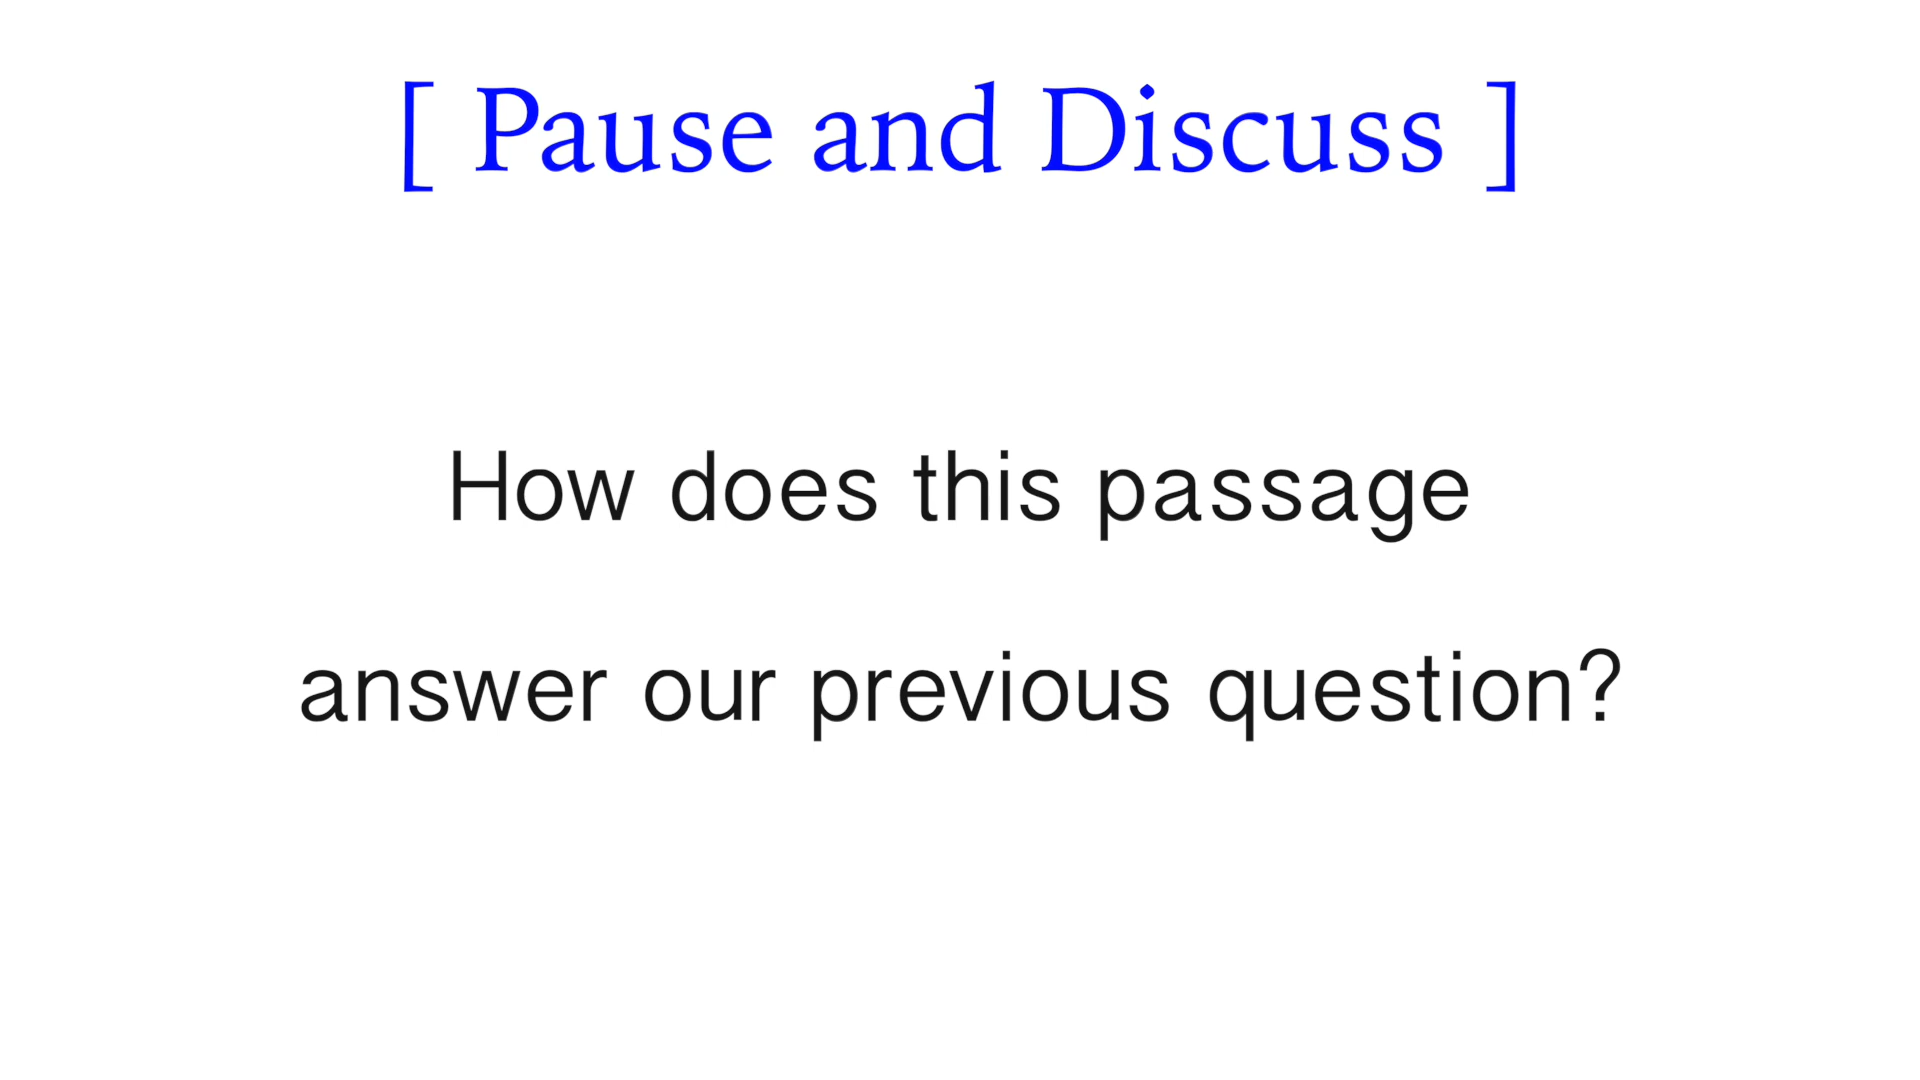 [ Pause and Discuss ]
How does this passage
answer our previous question?